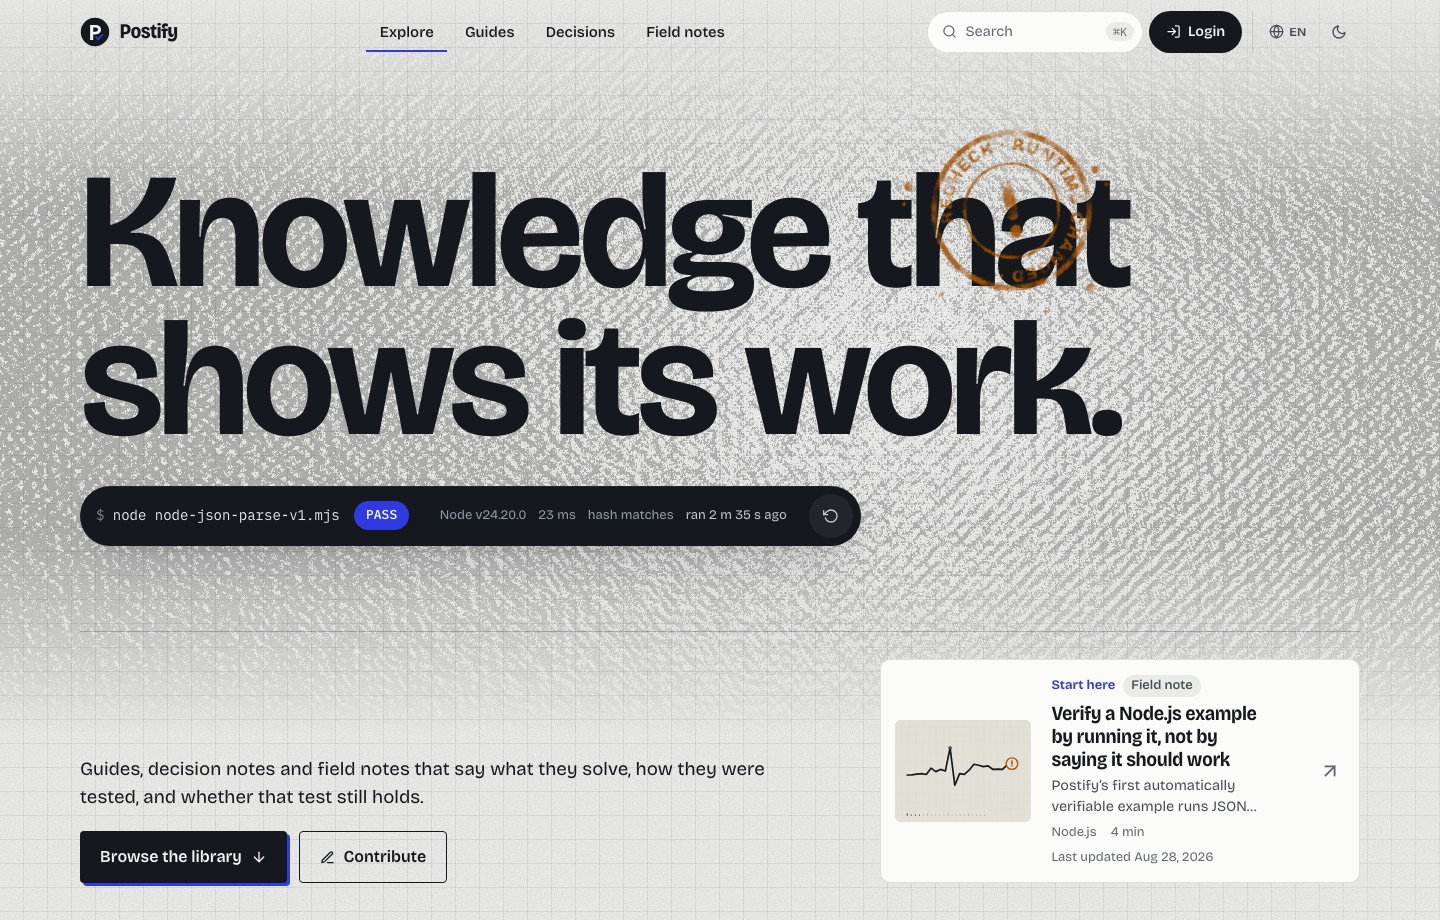 Postify
Explore Guides Decisions Field notes
Search ⌘K
Login
EN
RECHECK · RUNTIME CHANGED
Knowledge that
shows its work.
$ node node-json-parse-v1.mjs PASS Node v24.20.0 23 ms hash matches ran 2 m 35 s ago
Guides, decision notes and field notes that say what they solve, how they were
tested, and whether that test still holds.
Browse the library
Contribute
Start here Field note
Verify a Node.js example
by running it, not by
saying it should work
Postify’s first automatically
verifiable example runs JSON…
Node.js 4 min
Last updated Aug 28, 2026